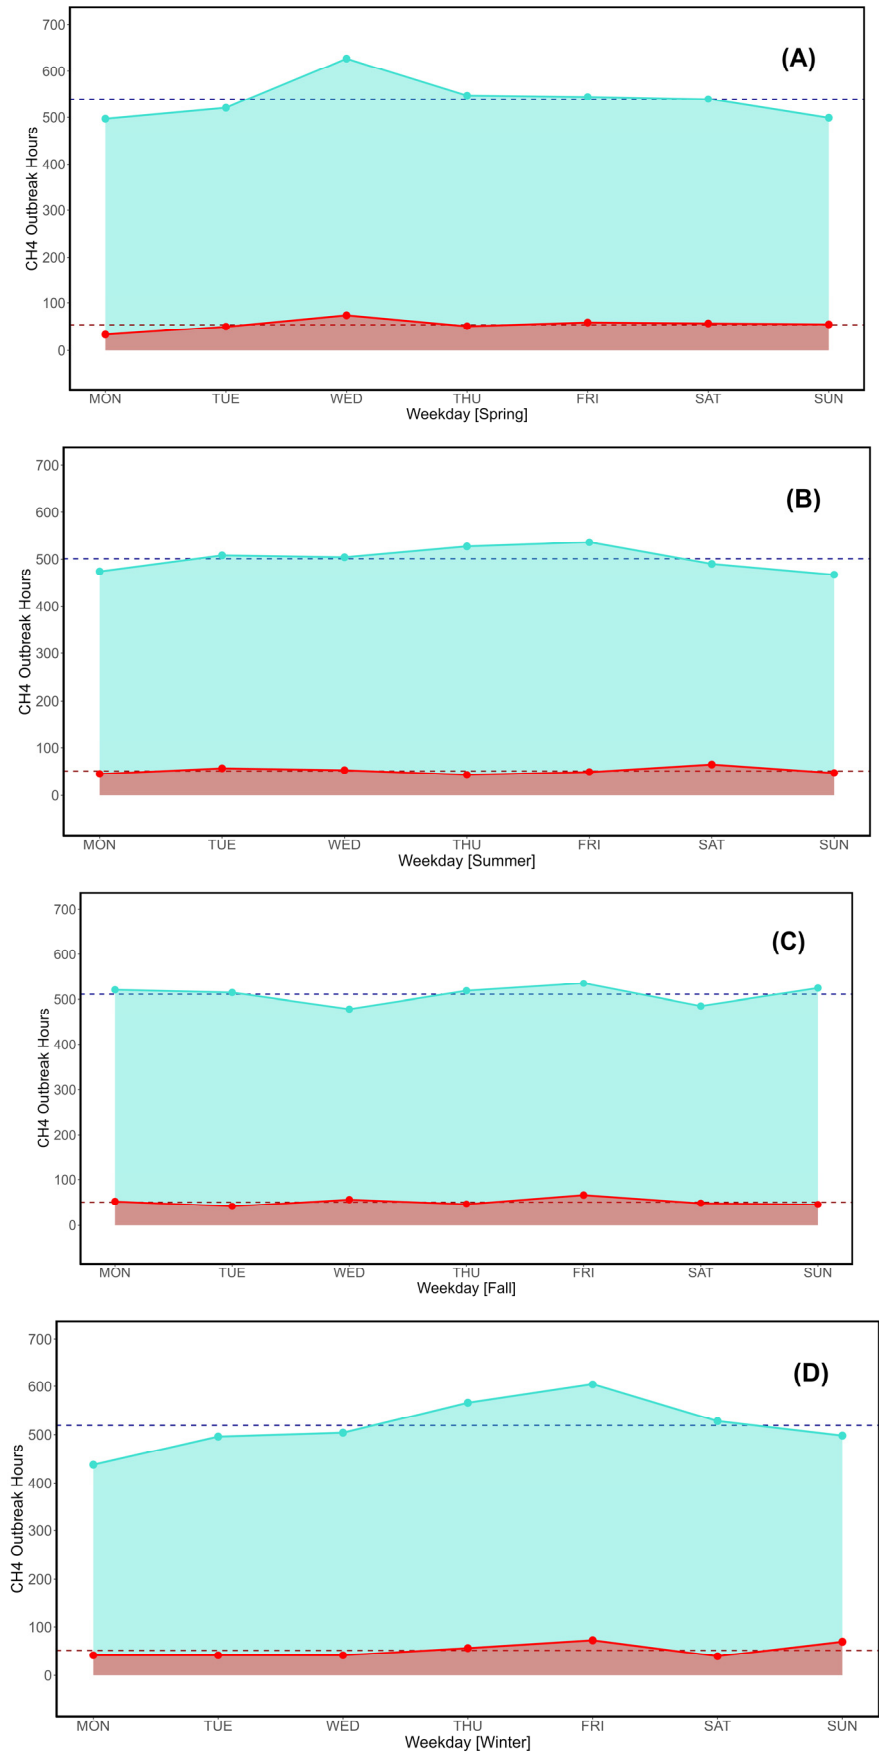 700
(A)
600
500
400
300
200
100
0
CH4 Outbreak Hours
MON TUE WED THU FRI SAT SUN
Weekday [Spring]
700
(B)
600
500
400
300
200
100
0
CH4 Outbreak Hours
MON TUE WED THU FRI SAT SUN
Weekday [Summer]
700
(C)
600
500
400
300
200
100
0
CH4 Outbreak Hours
MON TUE WED THU FRI SAT SUN
Weekday [Fall]
700
(D)
600
500
400
300
200
100
0
CH4 Outbreak Hours
MON TUE WED THU FRI SAT SUN
Weekday [Winter]